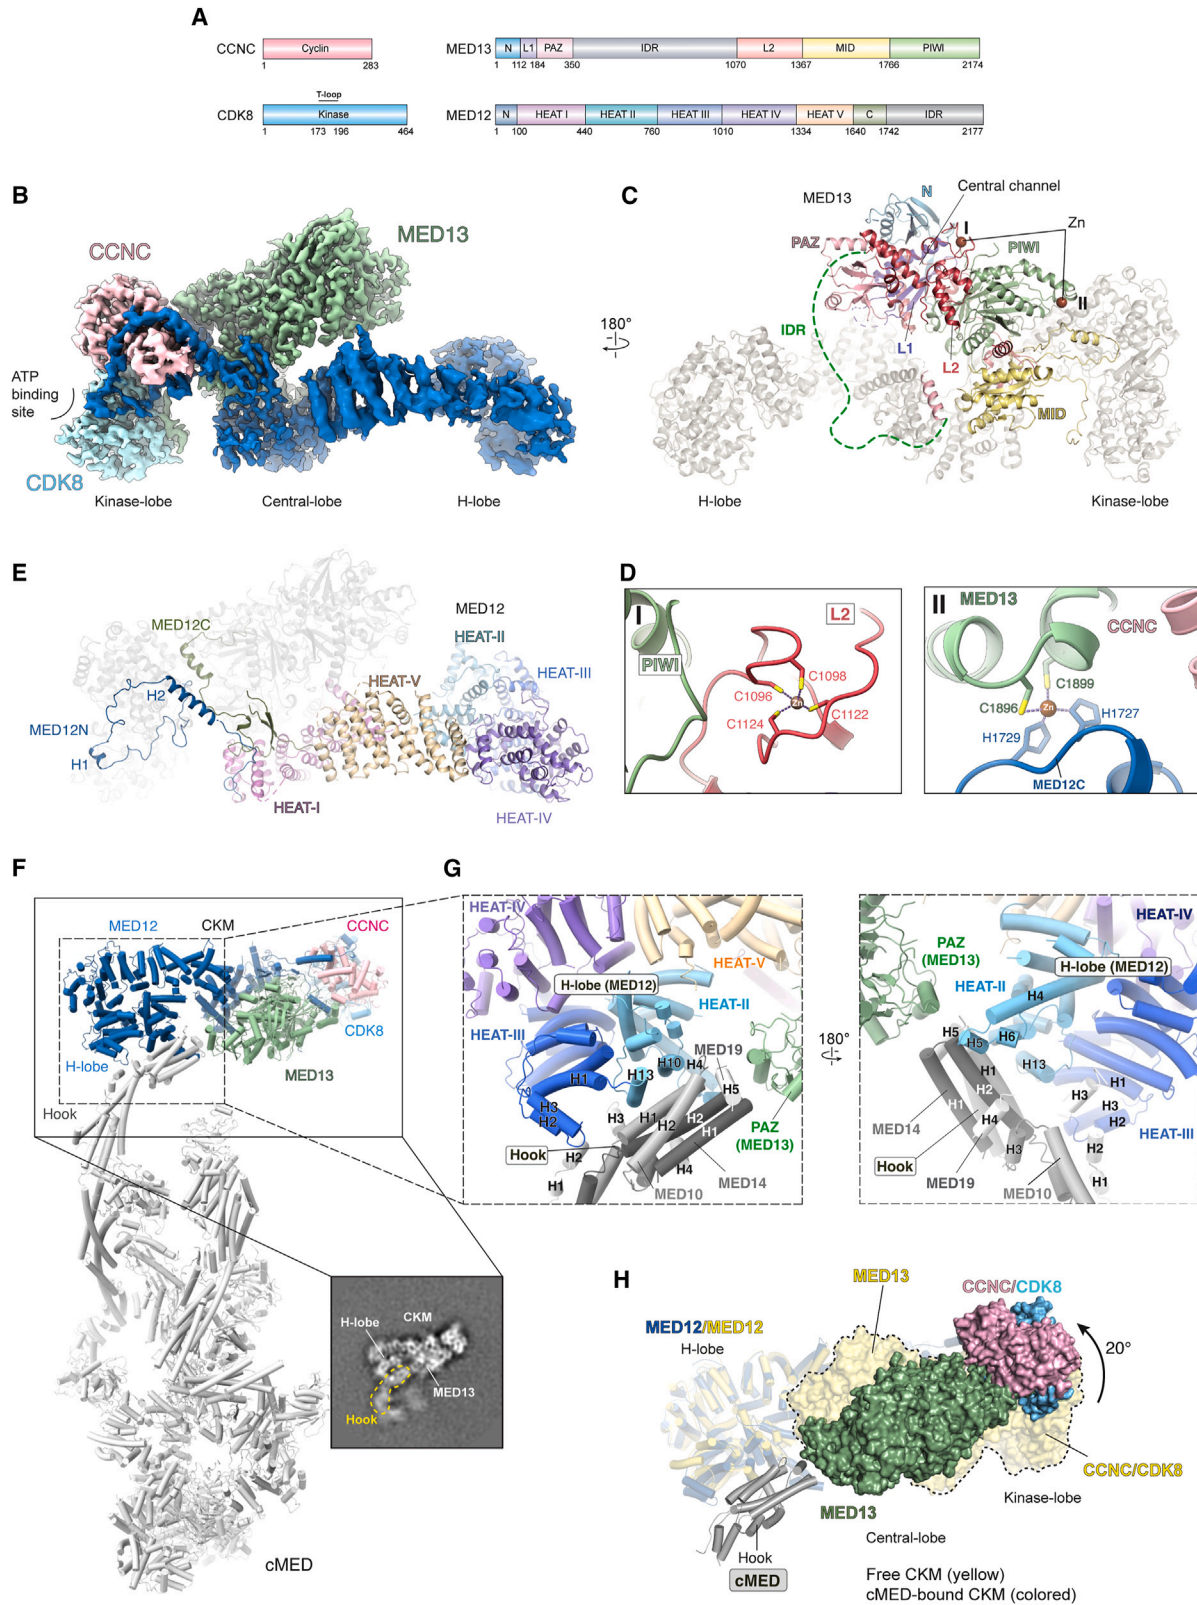 A
CCNC
Cyclin
1
283
MED13
N
L1
PAZ
IDR
L2
MID
PIWI
1
112
184
350
1070
1367
1766
2174
T-loop
CDK8
Kinase
1
173
196
464
MED12
N
HEAT I
HEAT II
HEAT III
HEAT IV
HEAT V
C
IDR
1
100
440
760
1010
1334
1640
1742
2177
B
CCNC
MED13
ATP
binding
site
CDK8
Kinase-lobe
Central-lobe
H-lobe
180°
C
MED13
N
Central channel
I
Zn
PAZ
PIWI
II
IDR
L1
L2
MID
H-lobe
Kinase-lobe
E
MED12C
MED12
HEAT-II
HEAT-III
H2
HEAT-V
MED12N
H1
HEAT-I
HEAT-IV
D
I
L2
PIWI
C1098
C1096
Zn
C1124
C1122
II
MED13
CCNC
C1899
C1896
Zn
H1727
H1729
MED12C
F
MED12
CKM
CCNC
CDK8
H-lobe
MED13
Hook
H-lobe
CKM
MED13
Hook
cMED
G
HEAT-IV
HEAT-V
H-lobe (MED12)
HEAT-II
HEAT-III
MED19
H10
H4
H13
H1
H5
H3
H2
H3
H1
H2
H2
H1
PAZ
(MED13)
Hook
H2
H4
H1
MED10
MED14
180°
HEAT-IV
PAZ
(MED13)
H-lobe (MED12)
HEAT-II
H4
H5
H5
H6
H1
H13
H2
H1
H1
H3
H3
H4
H2
MED14
H3
HEAT-III
H2
Hook
MED19
MED10
H1
H
MED13
CCNC/CDK8
MED12/MED12
H-lobe
20°
CCNC/CDK8
Kinase-lobe
MED13
Central-lobe
Hook
cMED
Free CKM (yellow)
cMED-bound CKM (colored)